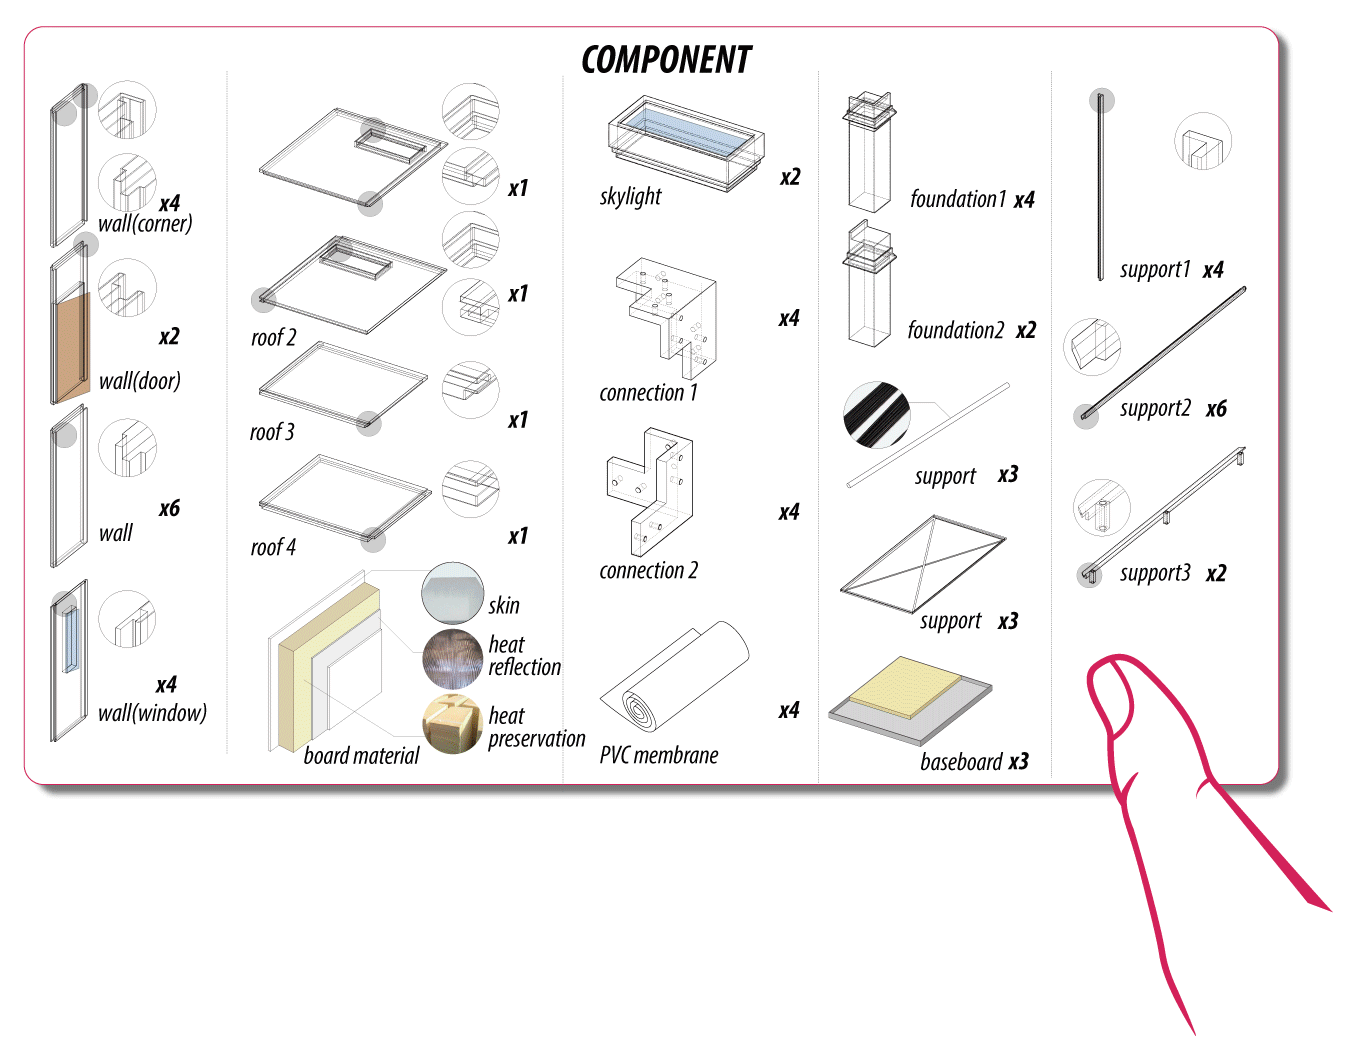 COMPONENT
x4
wall(corner)
x2
wall(door)
x6
wall
x4
wall(window)
x1
x1
roof 2
x1
roof 3
x1
roof 4
skin
heat
reflection
heat
preservation
board material
x2
skylight
x4
connection 1
x4
connection 2
x4
PVC membrane
foundation1 x4
foundation2 x2
support x3
support x3
baseboard x3
support1 x4
support2 x6
support3 x2